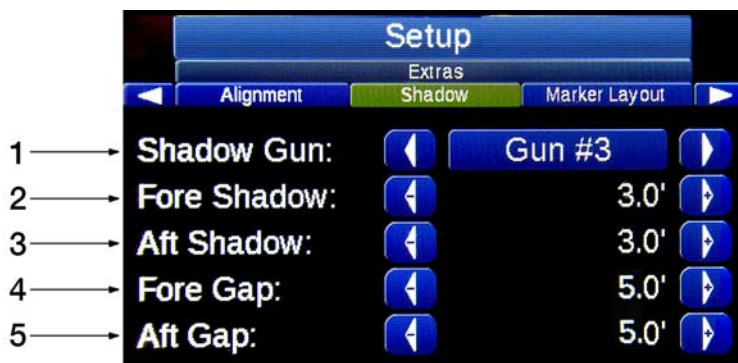 Setup
Extras
Alignment Shadow Marker Layout
1 Shadow Gun: Gun #3
2 Fore Shadow: - 3.0' +
3 Aft Shadow: - 3.0' +
4 Fore Gap: - 5.0' +
5 Aft Gap: - 5.0' +